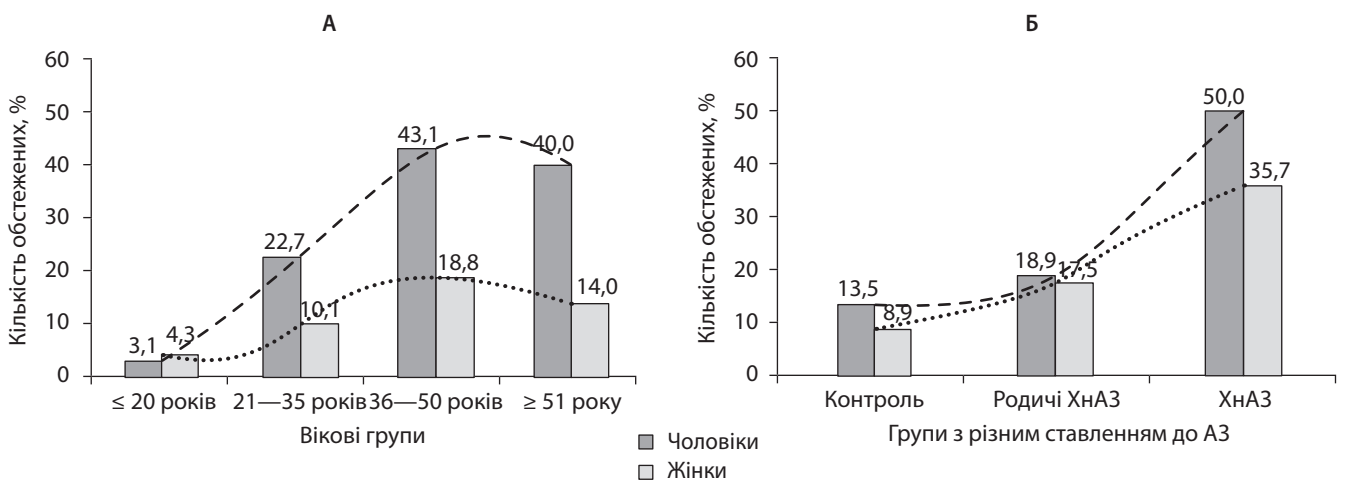 А
Кількість обстежених, %
60
50
40
30
20
10
0
3,1
4,3
22,7
10,1
43,1
18,8
40,0
14,0
≤ 20 років
21—35 років
36—50 років
≥ 51 року
Вікові групи
Чоловіки
Жінки
Б
Кількість обстежених, %
60
50
40
30
20
10
0
13,5
8,9
18,9
17,5
50,0
35,7
Контроль
Родичі ХнАЗ
ХнАЗ
Групи з різним ставленням до АЗ